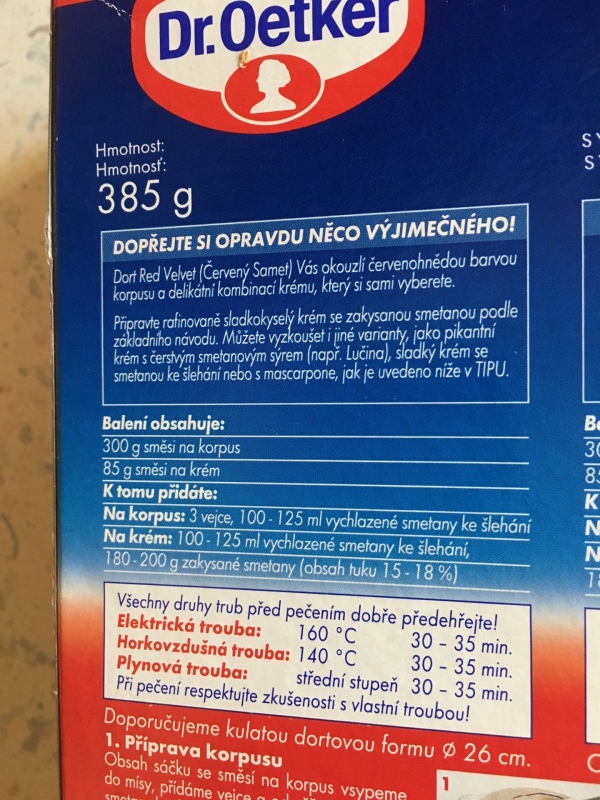 Dr.Oetker
Hmotnost:
Hmotnosť:
385 g
DOPŘEJTE SI OPRAVDU NĚCO VÝJIMEČNÉHO!
Dort Red Velvet (Červený Samet) Vás okouzlí červenohnědou barvou
korpusu a delikátní kombinací krému, který si sami vyberete.
Připravte rafinovaně sladkokyselý krém se zakysanou smetanou podle
základního návodu. Můžete vyzkoušet i jiné varianty, jako pikantní
krém s čerstvým smetanovým sýrem (např. Lučina), sladký krém se
smetanou ke šlehání nebo s mascarpone, jak je uvedeno níže v TIPU.
Balení obsahuje:
300 g směsi na korpus
85 g směsi na krém
K tomu přidáte:
Na korpus: 3 vejce, 100 - 125 ml vychlazené smetany ke šlehání
Na krém: 100 - 125 ml vychlazené smetany ke šlehání,
180 - 200 g zakysané smetany (obsah tuku 15 - 18 %)
Všechny druhy trub před pečením dobře předehřejte!
Elektrická trouba: 160 °C 30 - 35 min.
Horkovzdušná trouba: 140 °C 30 - 35 min.
Plynová trouba: střední stupeň 30 - 35 min.
Při pečení respektujte zkušenosti s vlastní troubou!
Doporučujeme kulatou dortovou formu Ø 26 cm.
1. Příprava korpusu
Obsah sáčku se směsí na korpus vsypeme
do mísy, přidáme vejce a
1